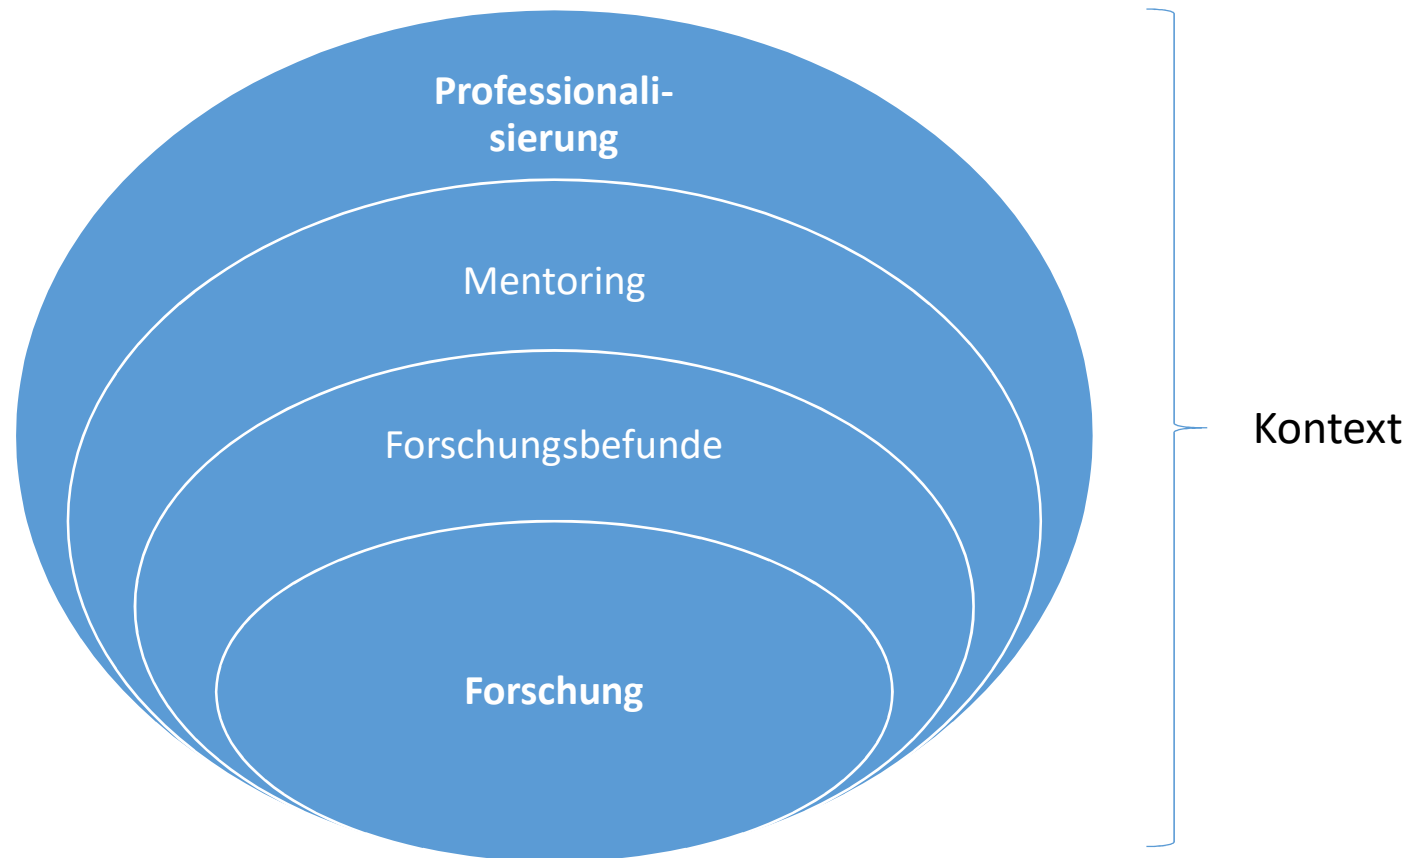 Professionali-
sierung
Mentoring
Forschungsbefunde
Kontext
Forschung